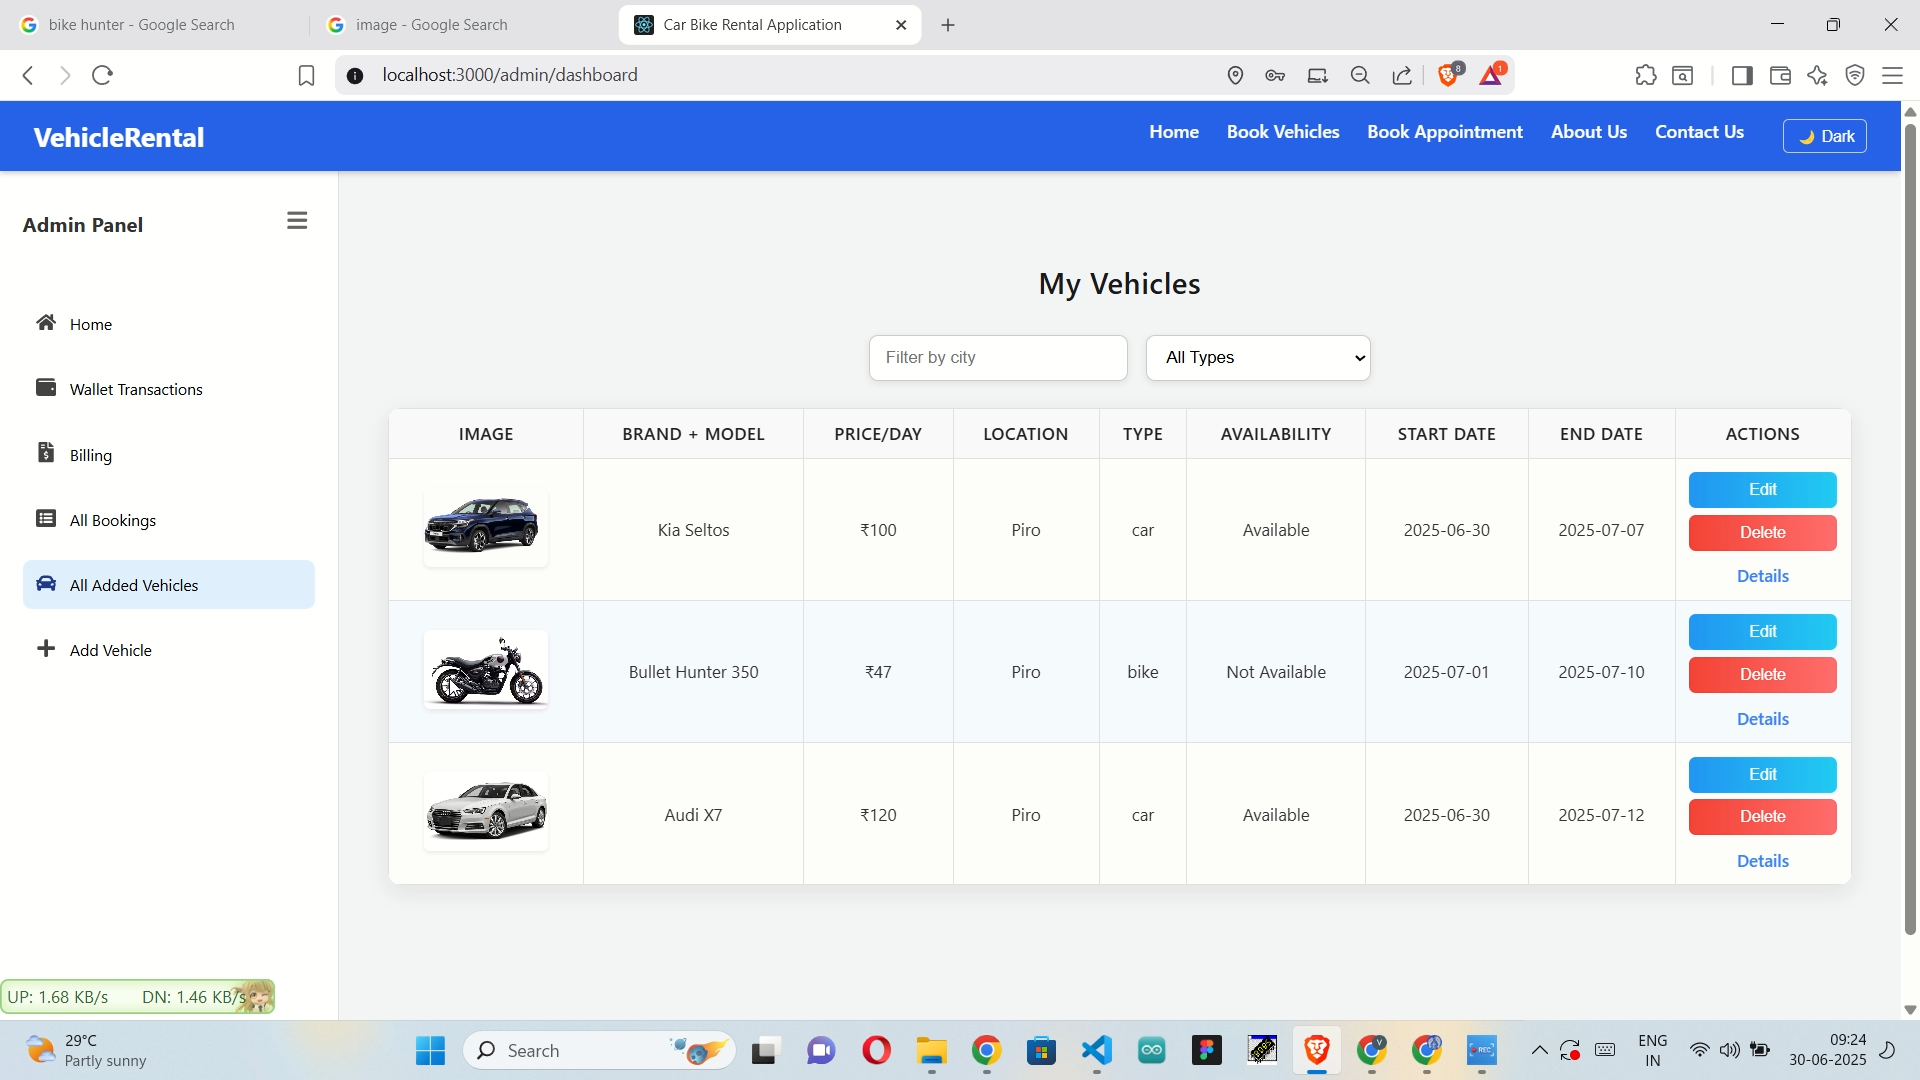 bike hunter - Google Search
image - Google Search
Car Bike Rental Application
localhost:3000/admin/dashboard
8
1
VehicleRental
Home
Book Vehicles
Book Appointment
About Us
Contact Us
Dark
Admin Panel
Home
Wallet Transactions
Billing
All Bookings
All Added Vehicles
Add Vehicle
My Vehicles
Filter by city
All Types
IMAGE BRAND + MODEL PRICE/DAY LOCATION TYPE AVAILABILITY START DATE END DATE ACTIONS
Kia Seltos ₹100 Piro car Available 2025-06-30 2025-07-07
Edit
Delete
Details
Bullet Hunter 350 ₹47 Piro bike Not Available 2025-07-01 2025-07-10
Edit
Delete
Details
Audi X7 ₹120 Piro car Available 2025-06-30 2025-07-12
Edit
Delete
Details
UP: 1.68 KB/s DN: 1.46 KB/s
29°C
Partly sunny
Search
V
REC
ENG
IN
09:24
30-06-2025